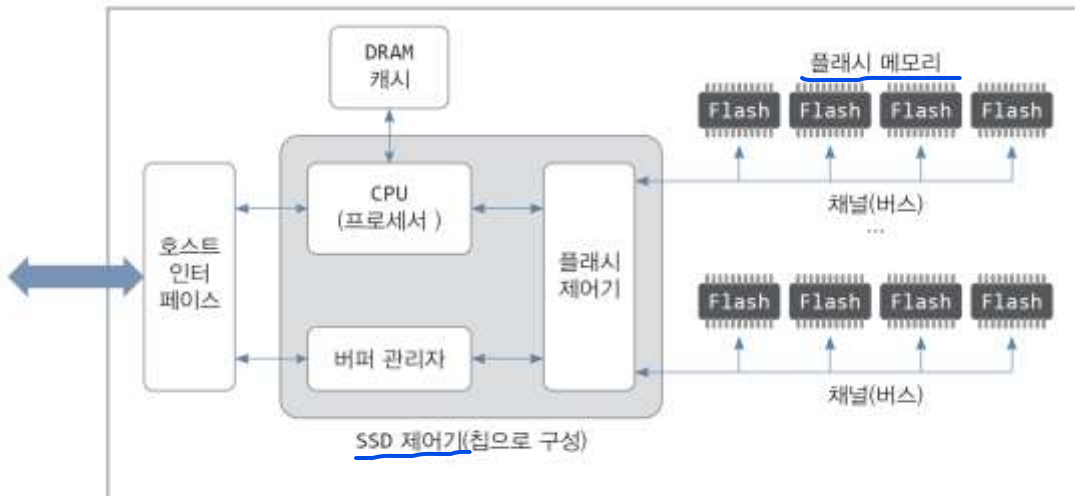 DRAM
캐시
플래시 메모리
Flash
Flash
Flash
Flash
CPU
(프로세서 )
채널(버스)
...
호스트
인터
페이스
플래시
제어기
Flash
Flash
Flash
Flash
버퍼 관리자
채널(버스)
SSD 제어기(칩으로 구성)